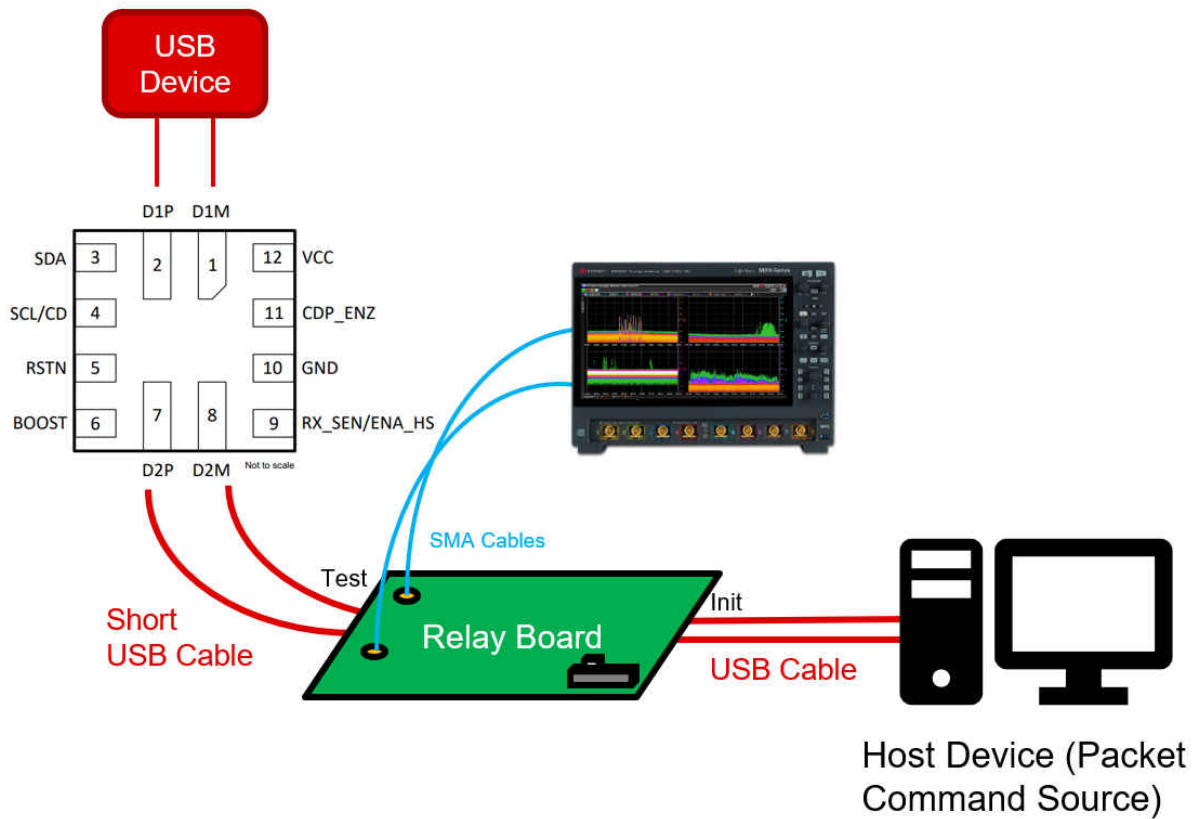 USB
Device
D1P D1M
SDA 3 2 1 12 VCC
SCL/CD 4 11 CDP_ENZ
RSTN 5 10 GND
BOOST 6 7 8 9 RX_SEN/ENA_HS
D2P D2M Not to scale
SMA Cables
Test
Init
Short
USB Cable
Relay Board
USB Cable
Host Device (Packet
Command Source)